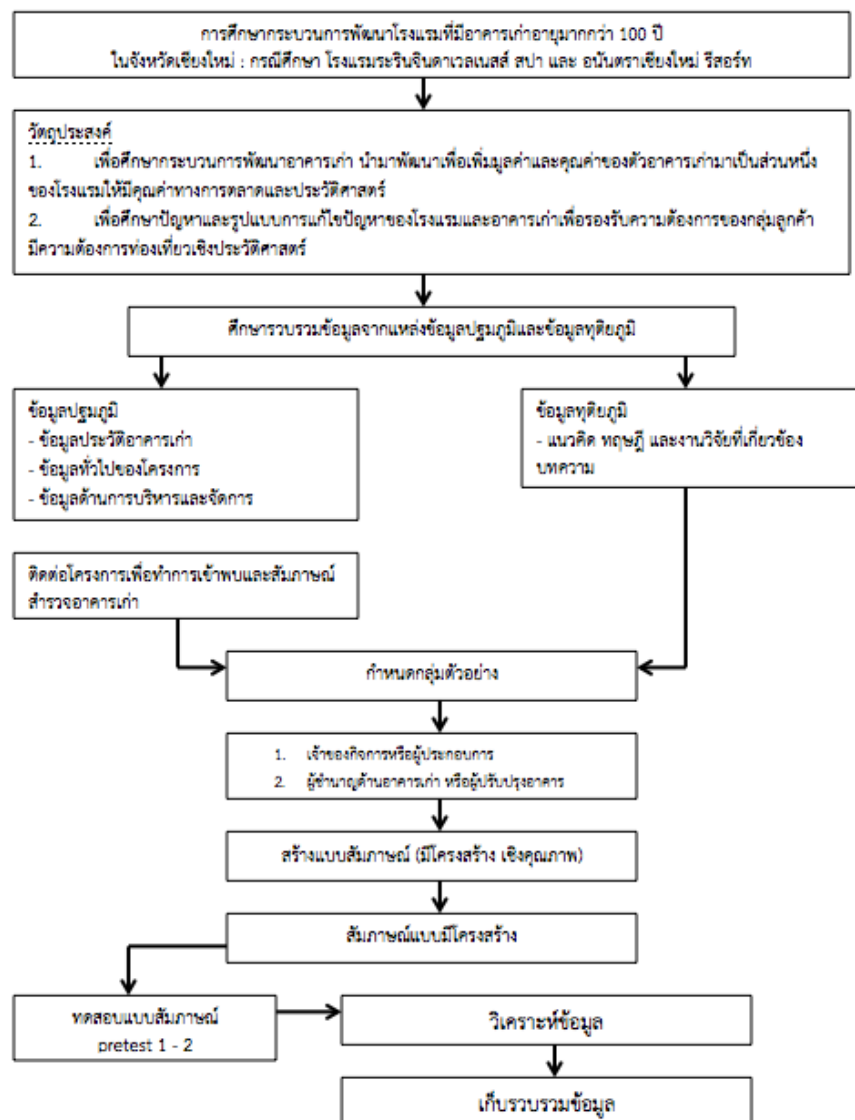 การศึกษากระบวนการพัฒนาโรงแรมที่มีอาคารเก่าอายุมากกว่า 100 ปี
ในจังหวัดเชียงใหม่ : กรณีศึกษา โรงแรมระรินจินดาเวลเนสส์ สปา และ อนันตราเชียงใหม่ รีสอร์ท
วัตถุประสงค์
1. เพื่อศึกษากระบวนการพัฒนาอาคารเก่า นำมาพัฒนาเพื่อเพิ่มมูลค่าและคุณค่าของตัวอาคารเก่ามาเป็นส่วนหนึ่ง
ของโรงแรมให้มีคุณค่าทางการตลาดและประวัติศาสตร์
2. เพื่อศึกษาปัญหาและรูปแบบการแก้ไขปัญหาของโรงแรมและอาคารเก่าเพื่อรองรับความต้องการของกลุ่มลูกค้า
มีความต้องการท่องเที่ยวเชิงประวัติศาสตร์
ศึกษารวบรวมข้อมูลจากแหล่งข้อมูลปฐมภูมิและข้อมูลทุติยภูมิ
ข้อมูลปฐมภูมิ
- ข้อมูลประวัติอาคารเก่า
- ข้อมูลทั่วไปของโครงการ
- ข้อมูลด้านการบริหารและจัดการ
ข้อมูลทุติยภูมิ
- แนวคิด ทฤษฎี และงานวิจัยที่เกี่ยวข้อง
บทความ
ติดต่อโครงการเพื่อทำการเข้าพบและสัมภาษณ์
สำรวจอาคารเก่า
กำหนดกลุ่มตัวอย่าง
1. เจ้าของกิจการหรือผู้ประกอบการ
2. ผู้ชำนาญด้านอาคารเก่า หรือผู้ปรับปรุงอาคาร
สร้างแบบสัมภาษณ์ (มีโครงสร้าง เชิงคุณภาพ)
สัมภาษณ์แบบมีโครงสร้าง
ทดสอบแบบสัมภาษณ์
pretest 1 - 2
วิเคราะห์ข้อมูล
เก็บรวบรวมข้อมูล